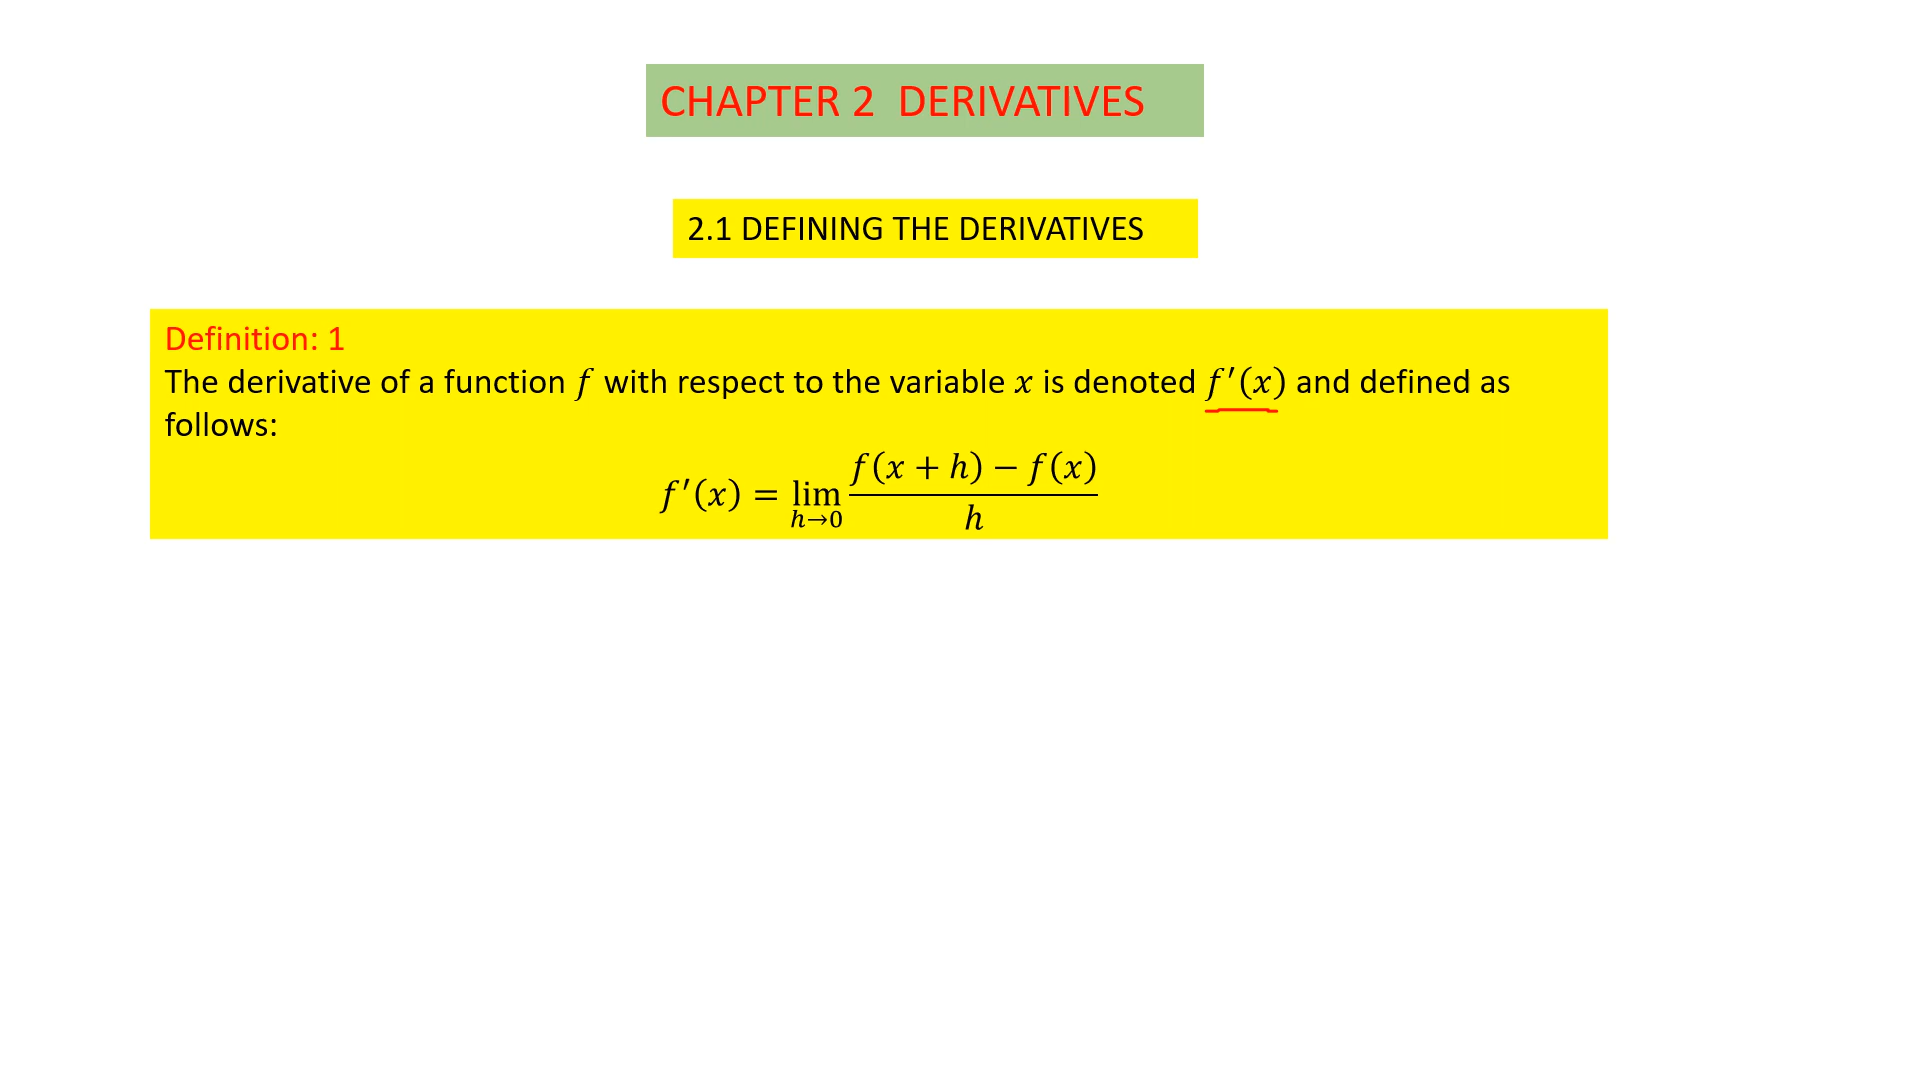 CHAPTER 2 DERIVATIVES
2.1 DEFINING THE DERIVATIVES
Definition: 1
The derivative of a function f with respect to the variable x is denoted f′(x) and defined as
follows:
f′(x) = lim h→0 f(x + h) − f(x) / h